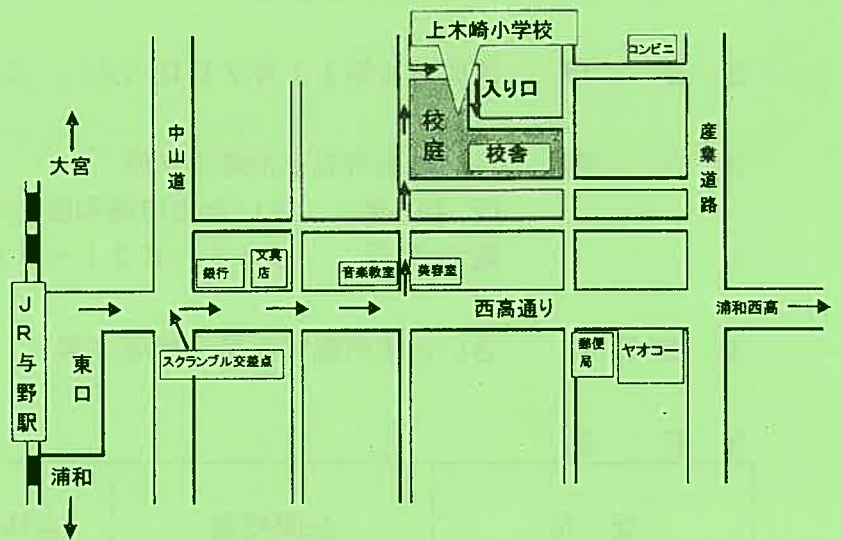 上木崎小学校
コンビニ
入り口
校庭
校舎
中山道
産業道路
大宮
銀行
文具店
音楽教室
美容室
JR与野駅
東口
西高通り
浦和西高
スクランブル交差点
郵便局
ヤオコー
浦和